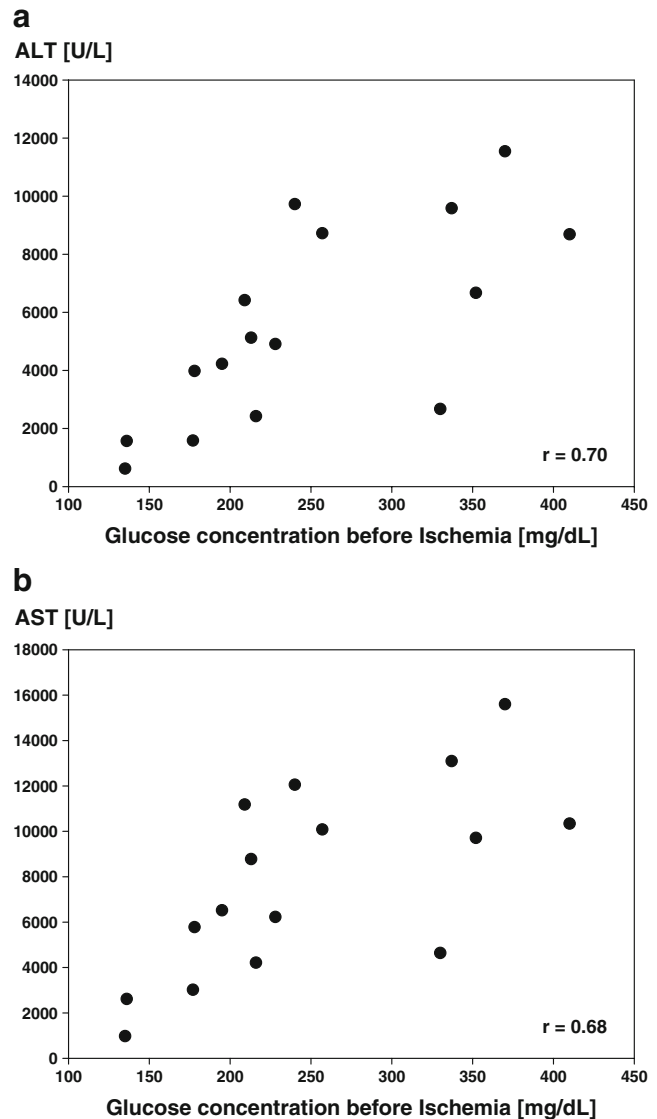 a
ALT [U/L]
14000
12000
10000
8000
6000
4000
2000
0
100 150 200 250 300 350 400 450
r = 0.70
Glucose concentration before Ischemia [mg/dL]
b
AST [U/L]
18000
16000
14000
12000
10000
8000
6000
4000
2000
0
100 150 200 250 300 350 400 450
r = 0.68
Glucose concentration before Ischemia [mg/dL]